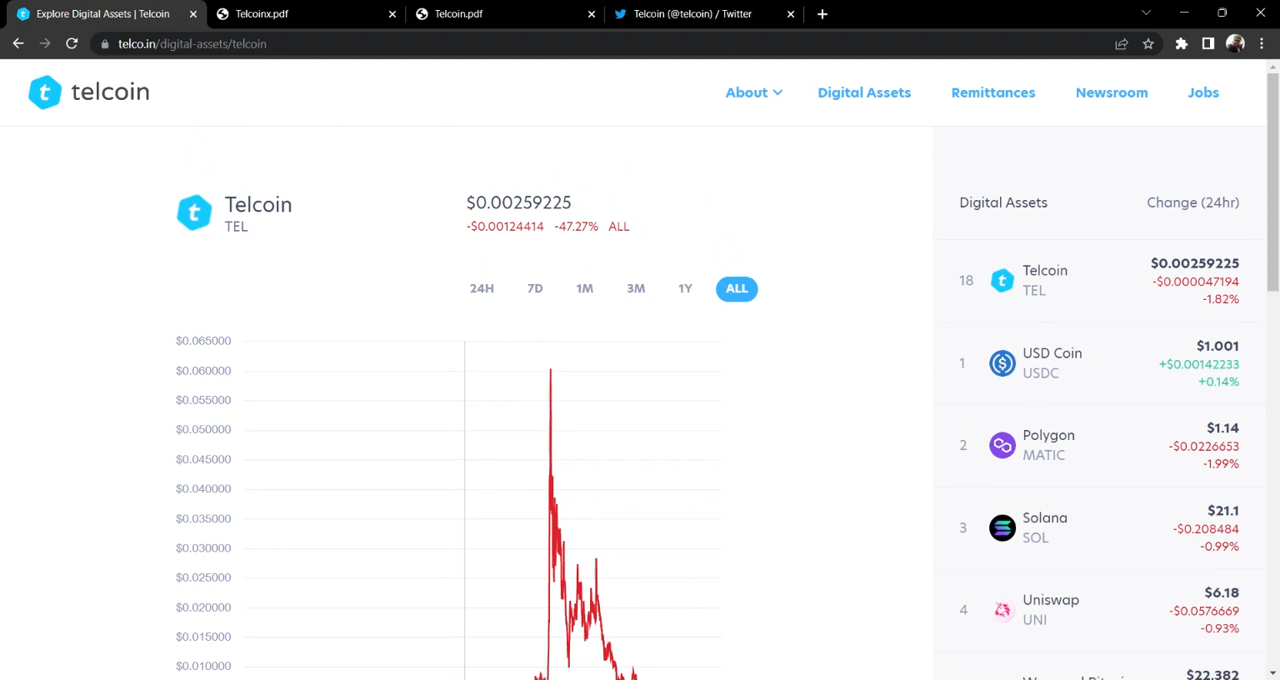 Explore Digital Assets | Telcoin
Telcoinx.pdf
Telcoin.pdf
Telcoin (@telcoin) / Twitter
telco.in/digital-assets/telcoin
telcoin
About
Digital Assets
Remittances
Newsroom
Jobs
Telcoin
TEL
$0.00259225
-$0.00124414 -47.27% ALL
24H 7D 1M 3M 1Y ALL
$0.065000
$0.060000
$0.055000
$0.050000
$0.045000
$0.040000
$0.035000
$0.030000
$0.025000
$0.020000
$0.015000
$0.010000
Digital Assets Change (24hr)
18
Telcoin
TEL
$0.00259225
-$0.000047194
-1.82%
1
USD Coin
USDC
$1.001
+$0.00142233
+0.14%
2
Polygon
MATIC
$1.14
-$0.0226653
-1.99%
3
Solana
SOL
$21.1
-$0.208484
-0.99%
4
Uniswap
UNI
$6.18
-$0.0576669
-0.93%
$22,382